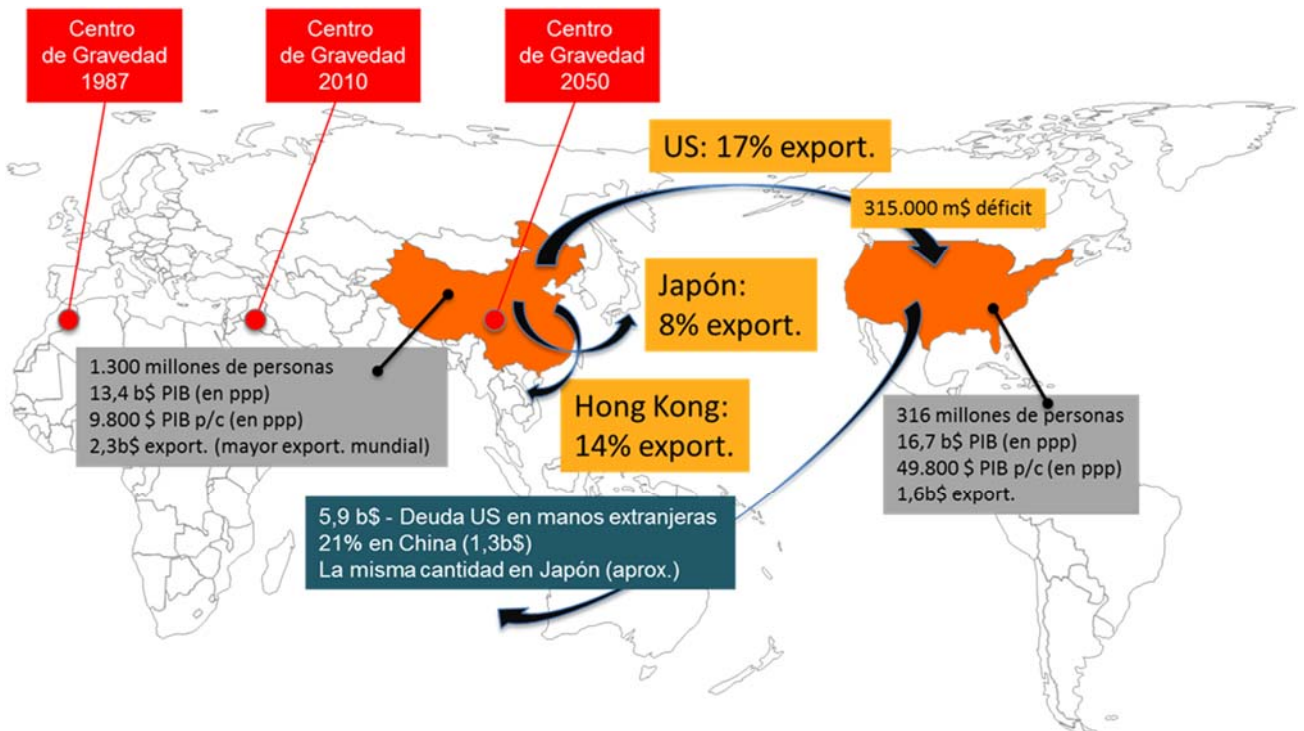 Centro
de Gravedad
1987
Centro
de Gravedad
2010
Centro
de Gravedad
2050
US: 17% export.
315.000 m$ déficit
Japón:
8% export.
Hong Kong:
14% export.
1.300 millones de personas
13,4 b$ PIB (en ppp)
9.800 $ PIB p/c (en ppp)
2,3b$ export. (mayor export. mundial)
316 millones de personas
16,7 b$ PIB (en ppp)
49.800 $ PIB p/c (en ppp)
1,6b$ export.
5,9 b$ - Deuda US en manos extranjeras
21% en China (1,3b$)
La misma cantidad en Japón (aprox.)